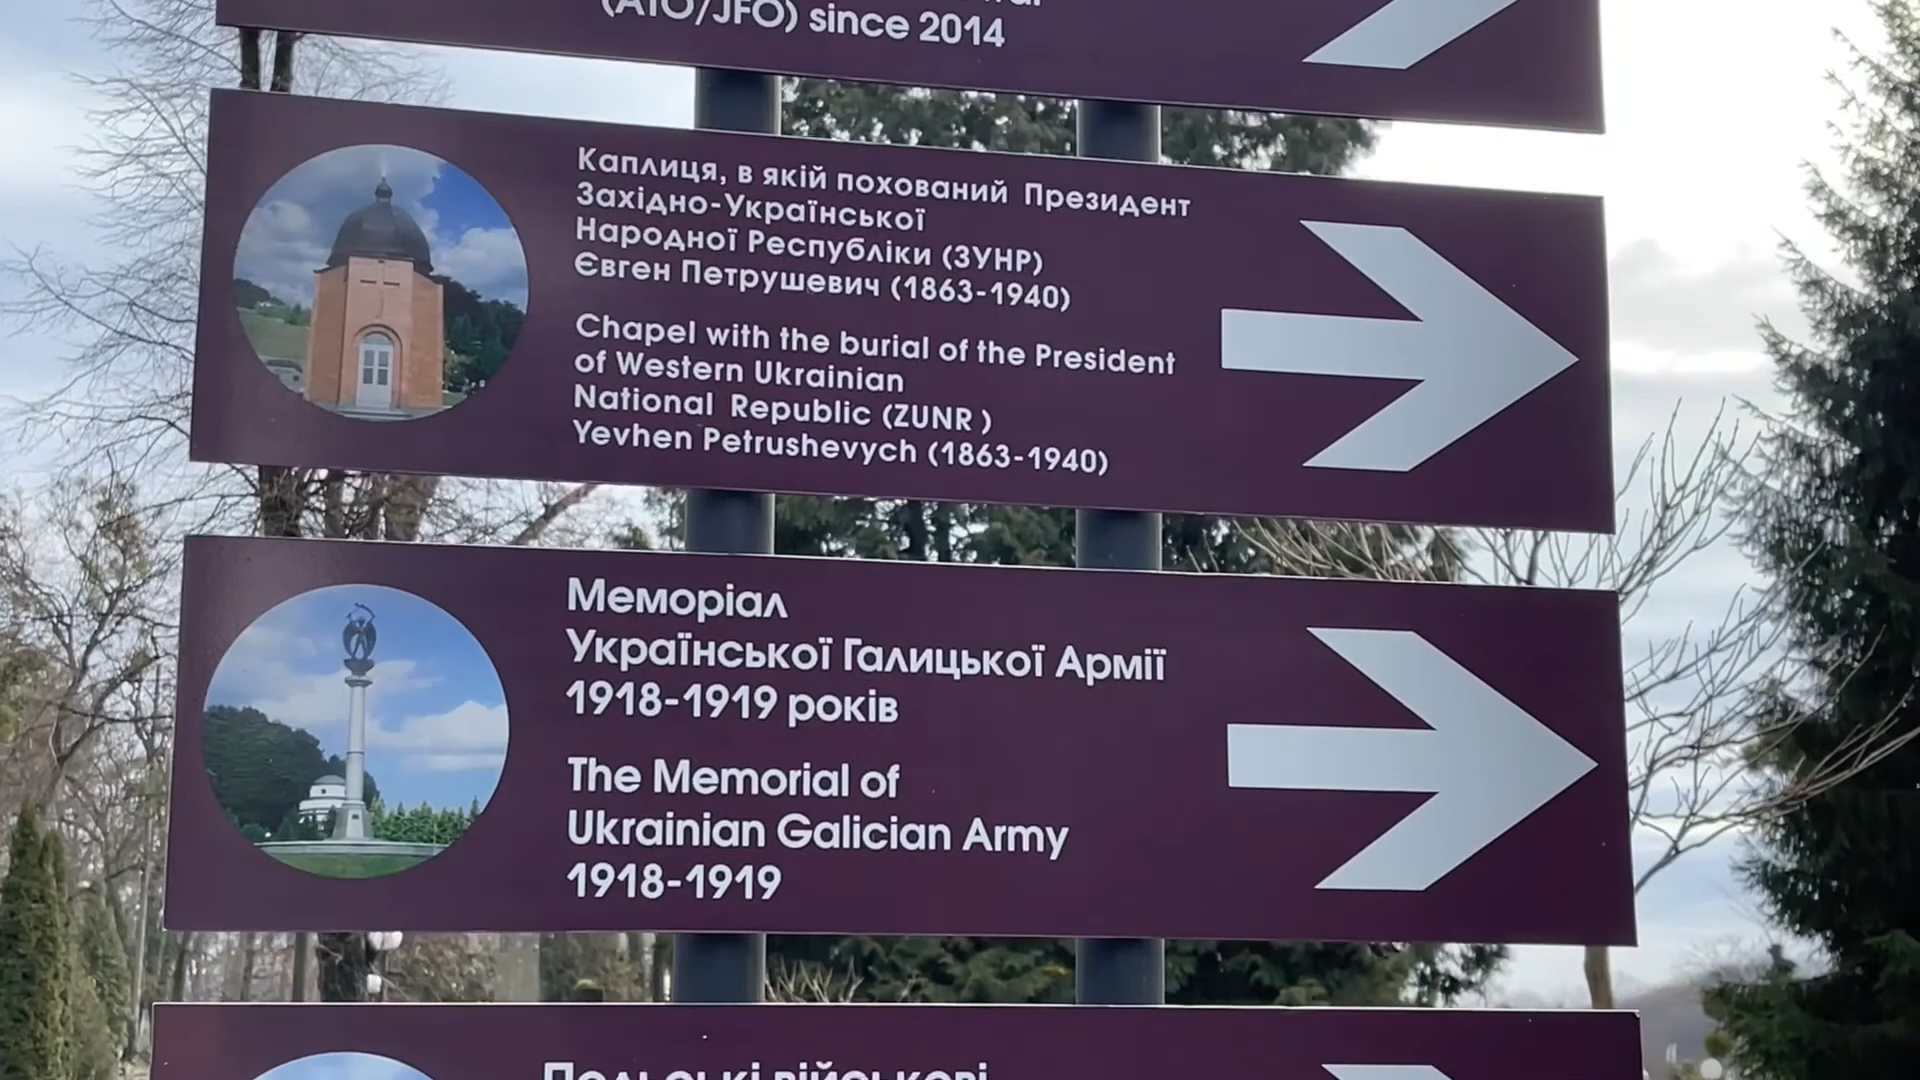 (ATO/JFO) since 2014
Каплиця, в якій похований Президент
Західно-Української
Народної Республіки (ЗУНР)
Євген Петрушевич (1863-1940)
Chapel with the burial of the President
of Western Ukrainian
National Republic (ZUNR )
Yevhen Petrushevych (1863-1940)
Меморіал
Української Галицької Армії
1918-1919 років
The Memorial of
Ukrainian Galician Army
1918-1919
Польські військові